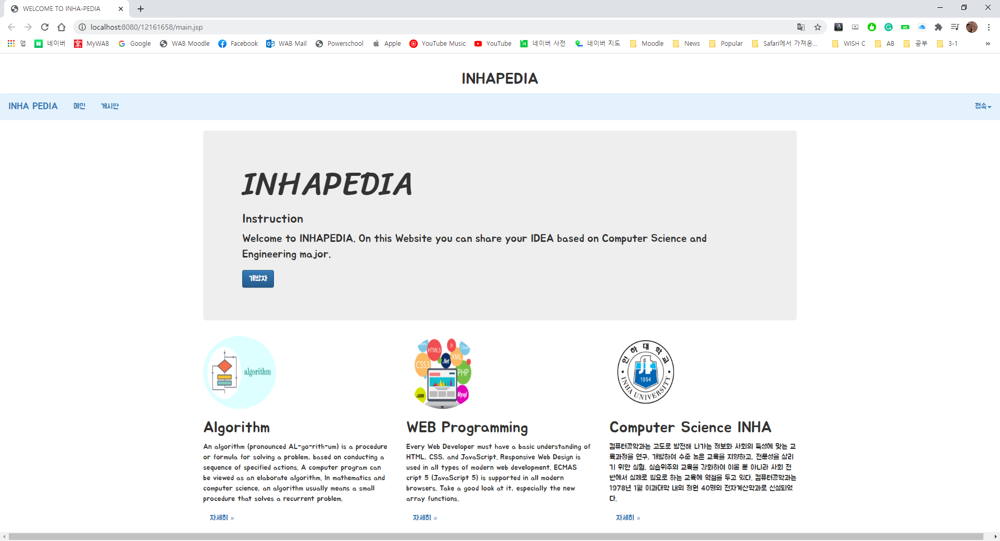 WELCOME TO INHA-PEDIA
localhost:8080/12161658/main.jsp
앱 네이버 MyWAB Google WAB Moodle Facebook WAB Mail Powerschool Apple YouTube Music YouTube 네이버 사전 네이버 지도 Moodle News Popular Safari에서 가져온... WISH C AB 공부 3-1 »
INHAPEDIA
INHA PEDIA 메인 게시판 접속
INHAPEDIA
Instruction
Welcome to INHAPEDIA. On this Website you can share your IDEA based on Computer Science and
Engineering major.
개발자
algorithm
HTML5 js Cloud
CSS3 .Net XML
PHP
.com Mysql
인하대학교
1954
INHA UNIVERSITY
Algorithm
An algorithm (pronounced AL-go-rith-um) is a procedure
or formula for solving a problem, based on conducting a
sequence of specified actions. A computer program can
be viewed as an elaborate algorithm. In mathematics and
computer science, an algorithm usually means a small
procedure that solves a recurrent problem.
자세히 »
WEB Programming
Every Web Developer must have a basic understanding of
HTML, CSS, and JavaScript. Responsive Web Design is
used in all types of modern web development. ECMAS
cript 5 (JavaScript 5) is supported in all modern
browsers. Take a good look at it, especially the new
array functions.
자세히 »
Computer Science INHA
컴퓨터공학과는 고도로 발전해 나가는 정보화 사회의 특성에 맞는 교
육과정을 연구, 개발하여 수준 높은 교육을 지향하고, 전문성을 살리
기 위한 실험, 실습위주의 교육을 강화하여 이론 뿐 아니라 사회 전
반에서 실제로 필요로 하는 교육에 역점을 두고 있다. 컴퓨터공학과는
1978년 1월 이과대학 내의 정원 40명의 전자계산학과로 신설되었
다.
자세히 »